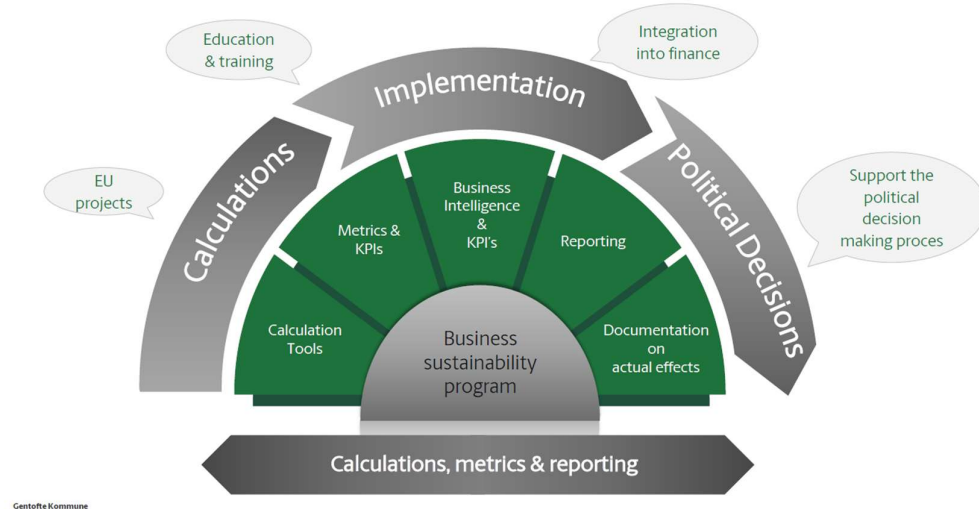 Education
& training
Integration
into finance
Implementation
Calculations
Political Decisions
EU
projects
Support the
political
decision
making proces
Calculation
Tools
Metrics &
KPIs
Business
Intelligence
&
KPI's
Reporting
Documentation
on
actual effects
Business
sustainability
program
Calculations, metrics & reporting
Gentofte Kommune